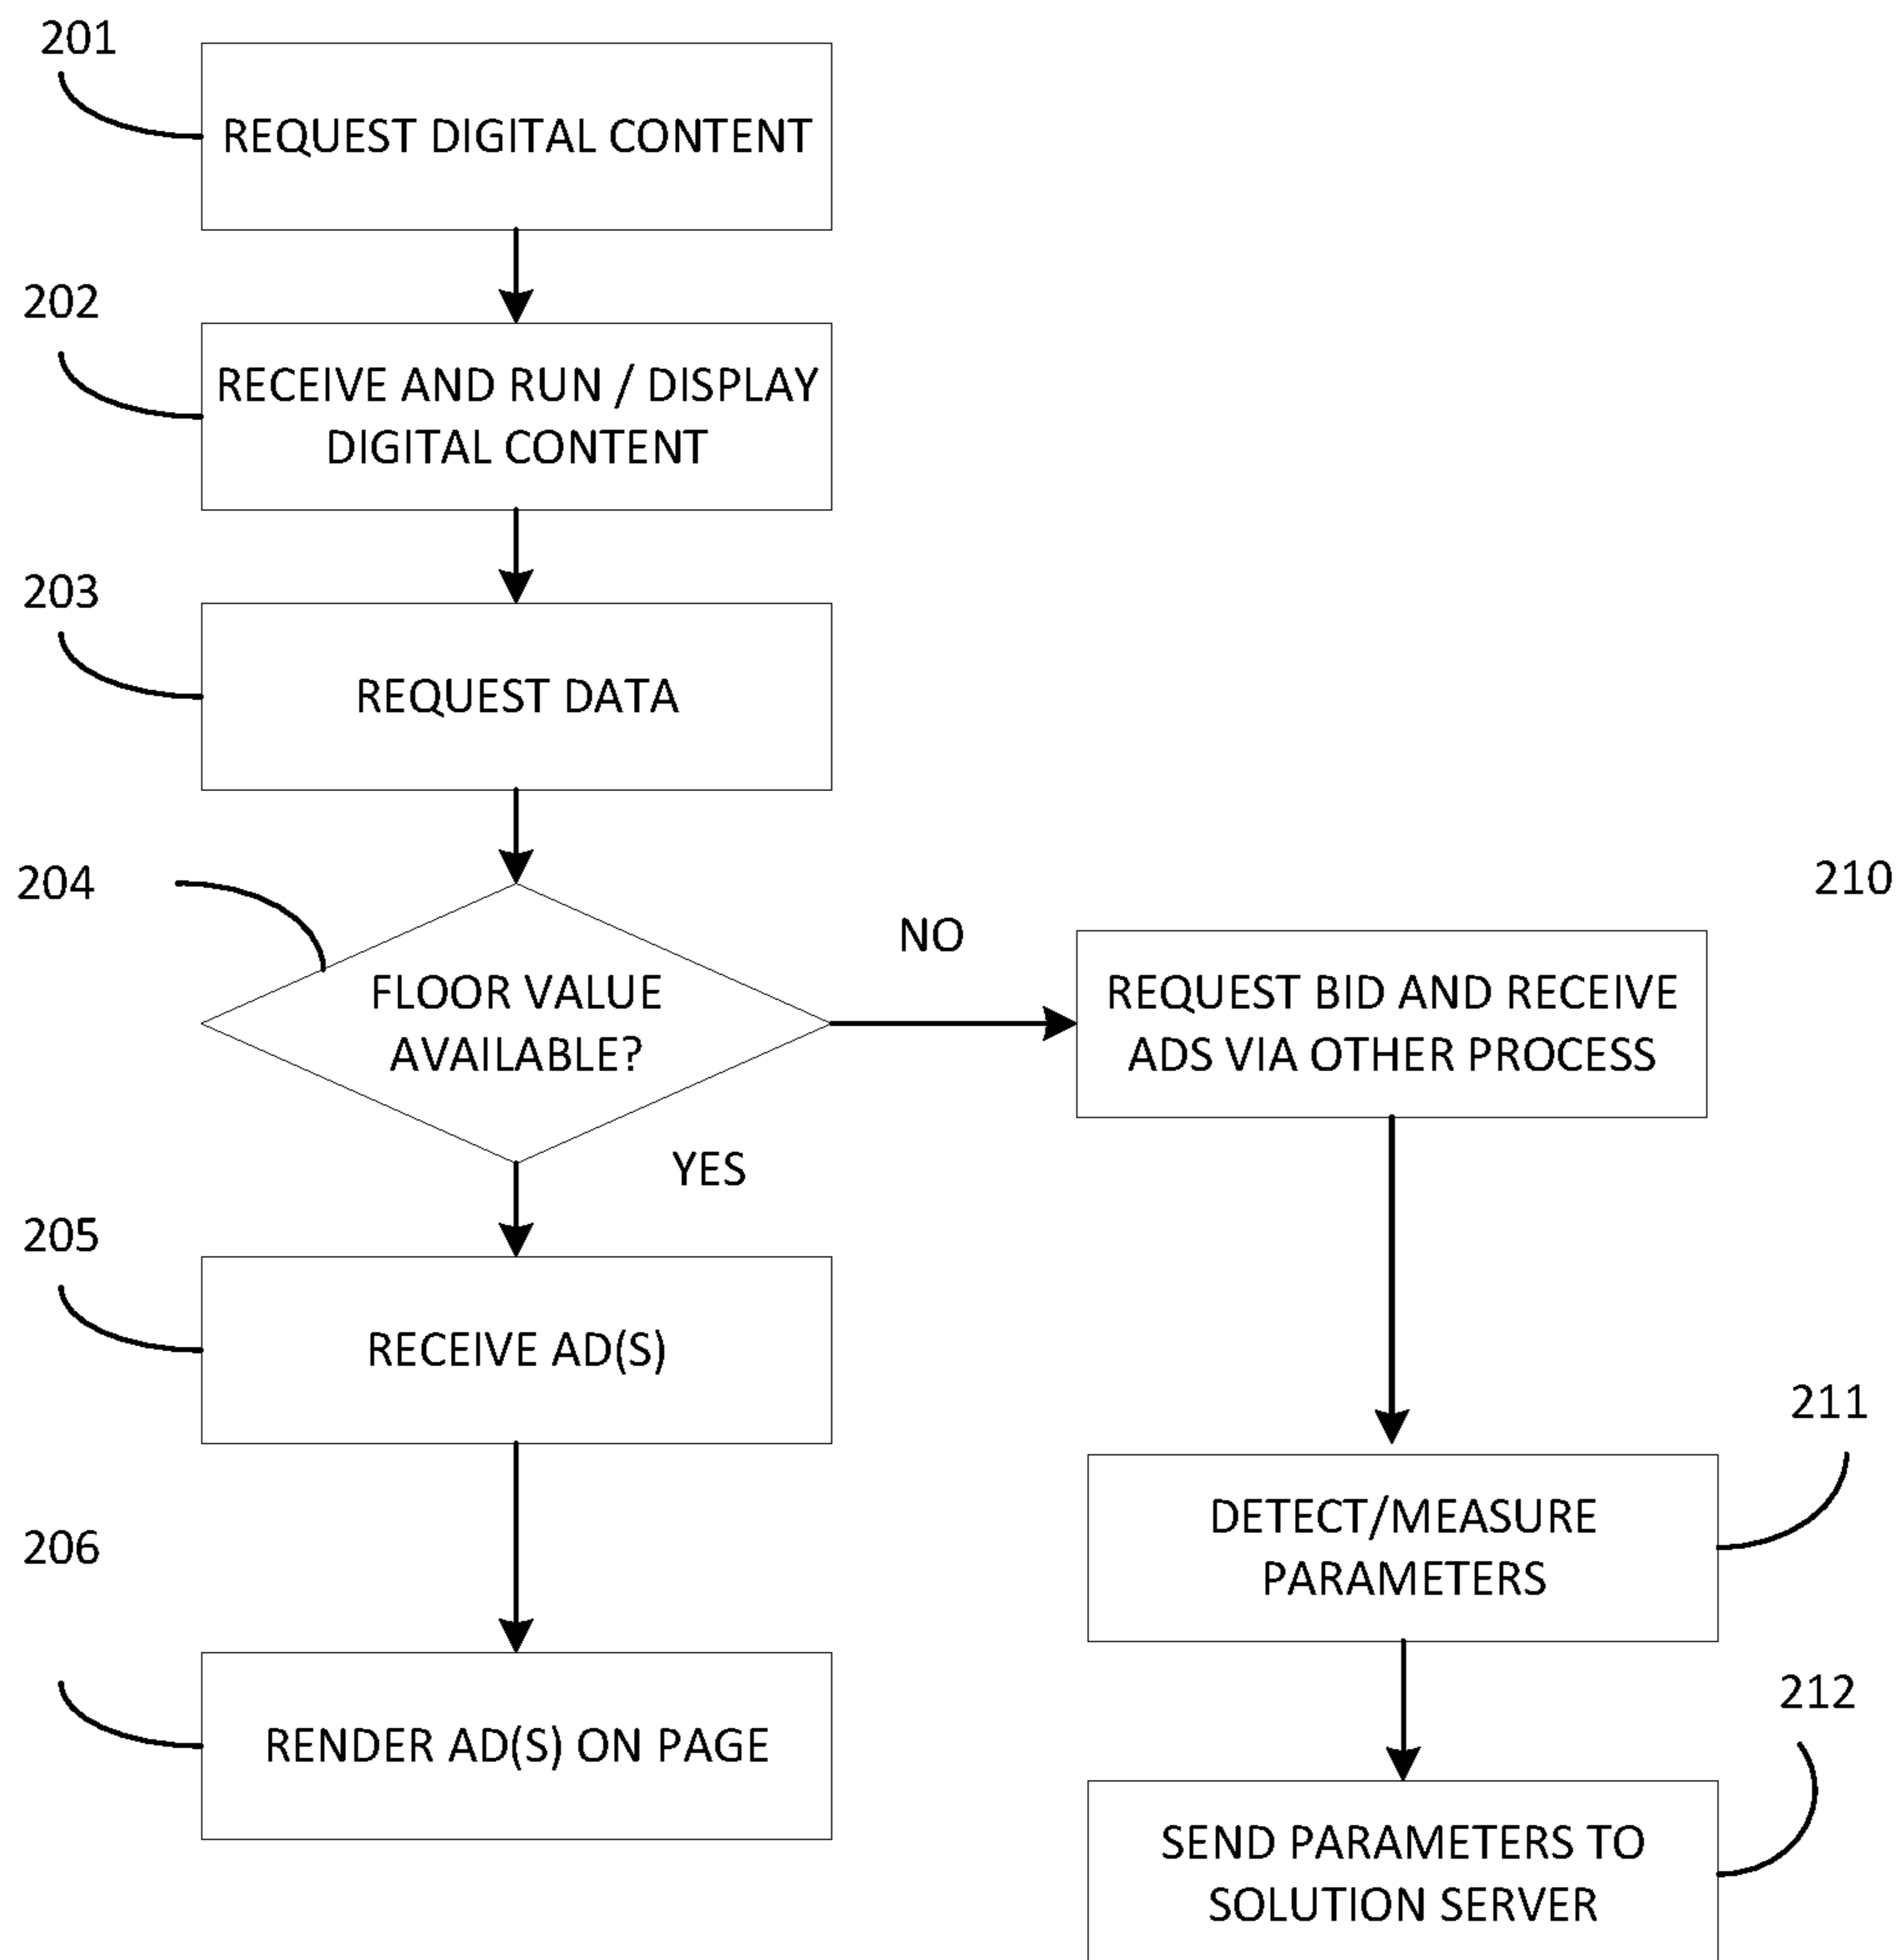 201
REQUEST DIGITAL CONTENT
202
RECEIVE AND RUN / DISPLAY
DIGITAL CONTENT
203
REQUEST DATA
204
FLOOR VALUE
AVAILABLE?
NO
210
REQUEST BID AND RECEIVE
ADS VIA OTHER PROCESS
YES
205
RECEIVE AD(S)
206
RENDER AD(S) ON PAGE
211
DETECT/MEASURE
PARAMETERS
212
SEND PARAMETERS TO
SOLUTION SERVER